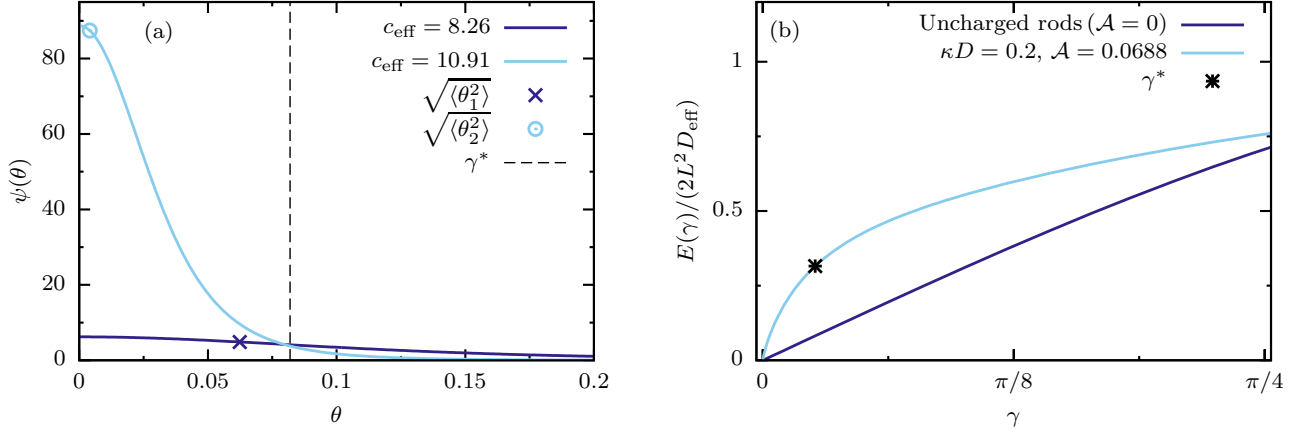 (a)
c_eff = 8.26
c_eff = 10.91
√⟨θ₁²⟩
√⟨θ₂²⟩
γ*
ψ(θ)
80
60
40
20
0
0
0.05
0.1
0.15
0.2
θ
(b)
Uncharged rods (𝒜 = 0)
κD = 0.2, 𝒜 = 0.0688
γ*
E(γ)/(2L²D_eff)
1
0.5
0
0
π/8
π/4
γ